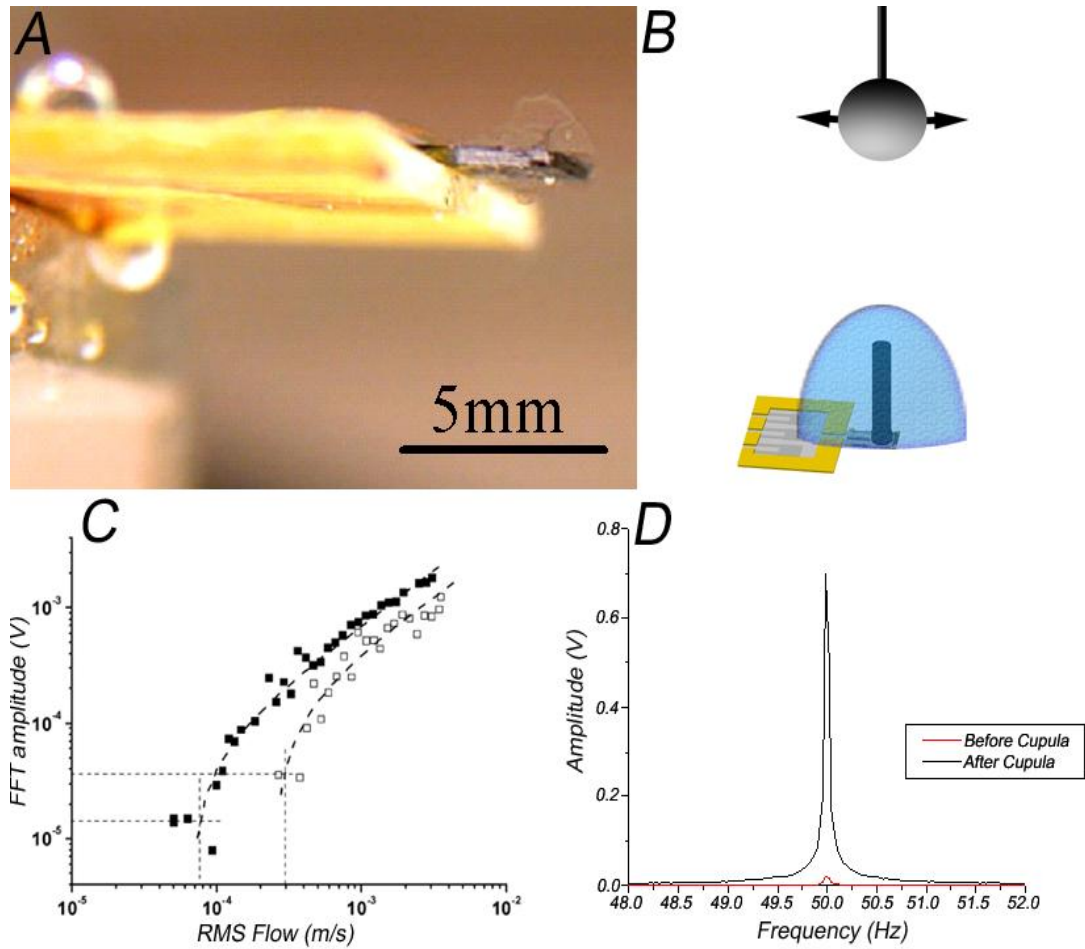 A
B
5mm
C
FFT amplitude (V)
10⁻³
10⁻⁴
10⁻⁵
10⁻⁵
10⁻⁴
10⁻³
10⁻²
RMS Flow (m/s)
D
Amplitude (V)
0.8
0.6
0.4
0.2
0.0
48.0 48.5 49.0 49.5 50.0 50.5 51.0 51.5 52.0
Frequency (Hz)
Before Cupula
After Cupula